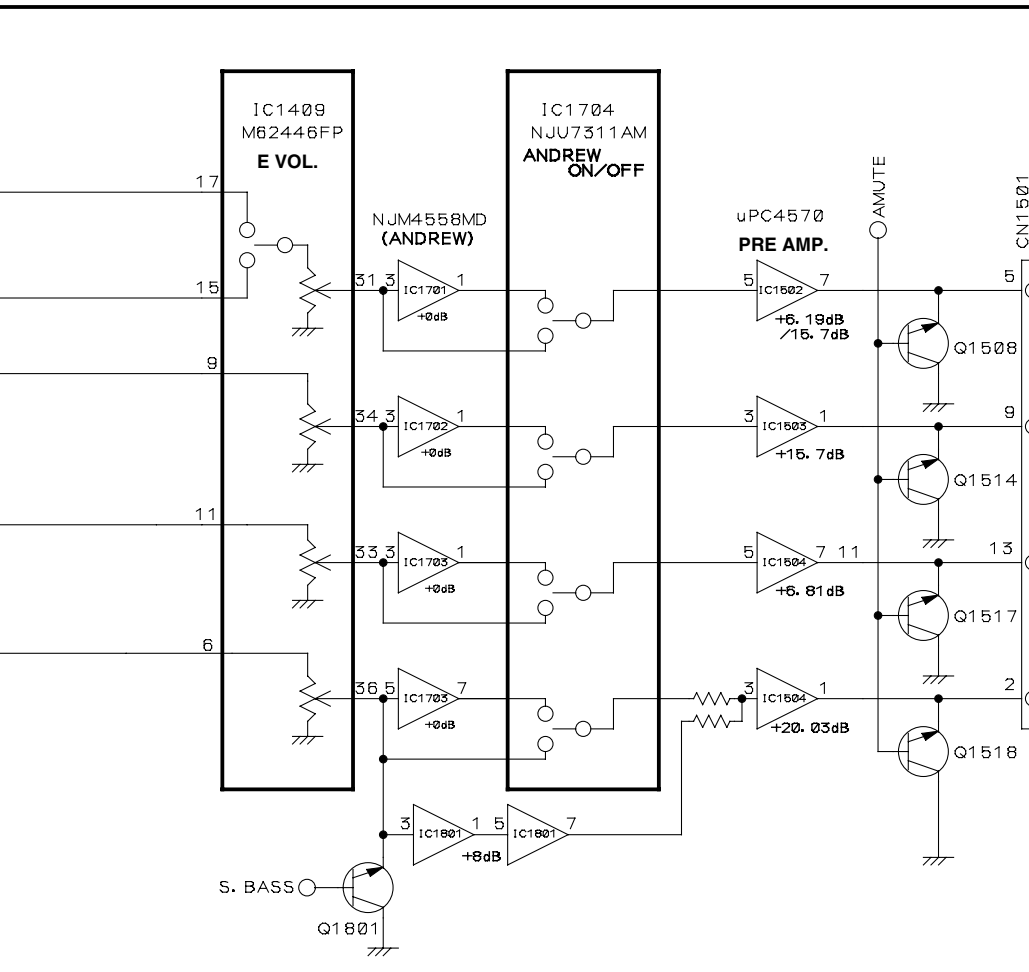 IC1409
M62446FP
E VOL.
IC1704
NJU7311AM
ANDREW
ON/OFF
NJM4558MD
(ANDREW)
uPC4570
PRE AMP.
AMUTE
CN1501
17
15
31 3
IC1701
1
+0dB
5
IC1502
7
+6.19dB
/15.7dB
5
Q1508
9
34 3
IC1702
1
+0dB
3
IC1503
1
+15.7dB
9
Q1514
11
33 3
IC1703
1
+0dB
5
IC1504
7
11
+6.81dB
13
Q1517
6
36 5
IC1703
7
+0dB
3
IC1504
1
+20.03dB
2
Q1518
3
IC1801
1
+8dB
5
IC1801
7
S. BASS
Q1801